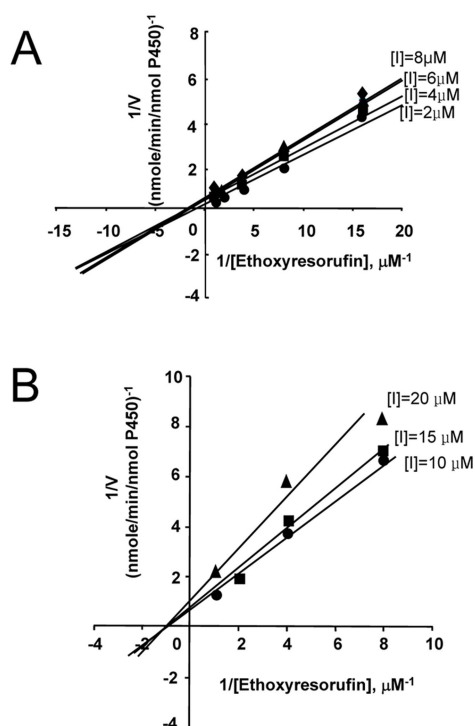 A
1/V
(nmole/min/nmol P450)⁻¹
8
6
4
2
0
-2
-4
-15
-10
-5
5
10
15
20
[I]=8μM
[I]=6μM
[I]=4μM
[I]=2μM
1/[Ethoxyresorufin], μM⁻¹
B
1/V
(nmole/min/nmol P450)⁻¹
10
8
6
4
2
-2
-4
-4
-2
0
2
4
6
8
10
[I]=20 μM
[I]=15 μM
[I]=10 μM
1/[Ethoxyresorufin], μM⁻¹